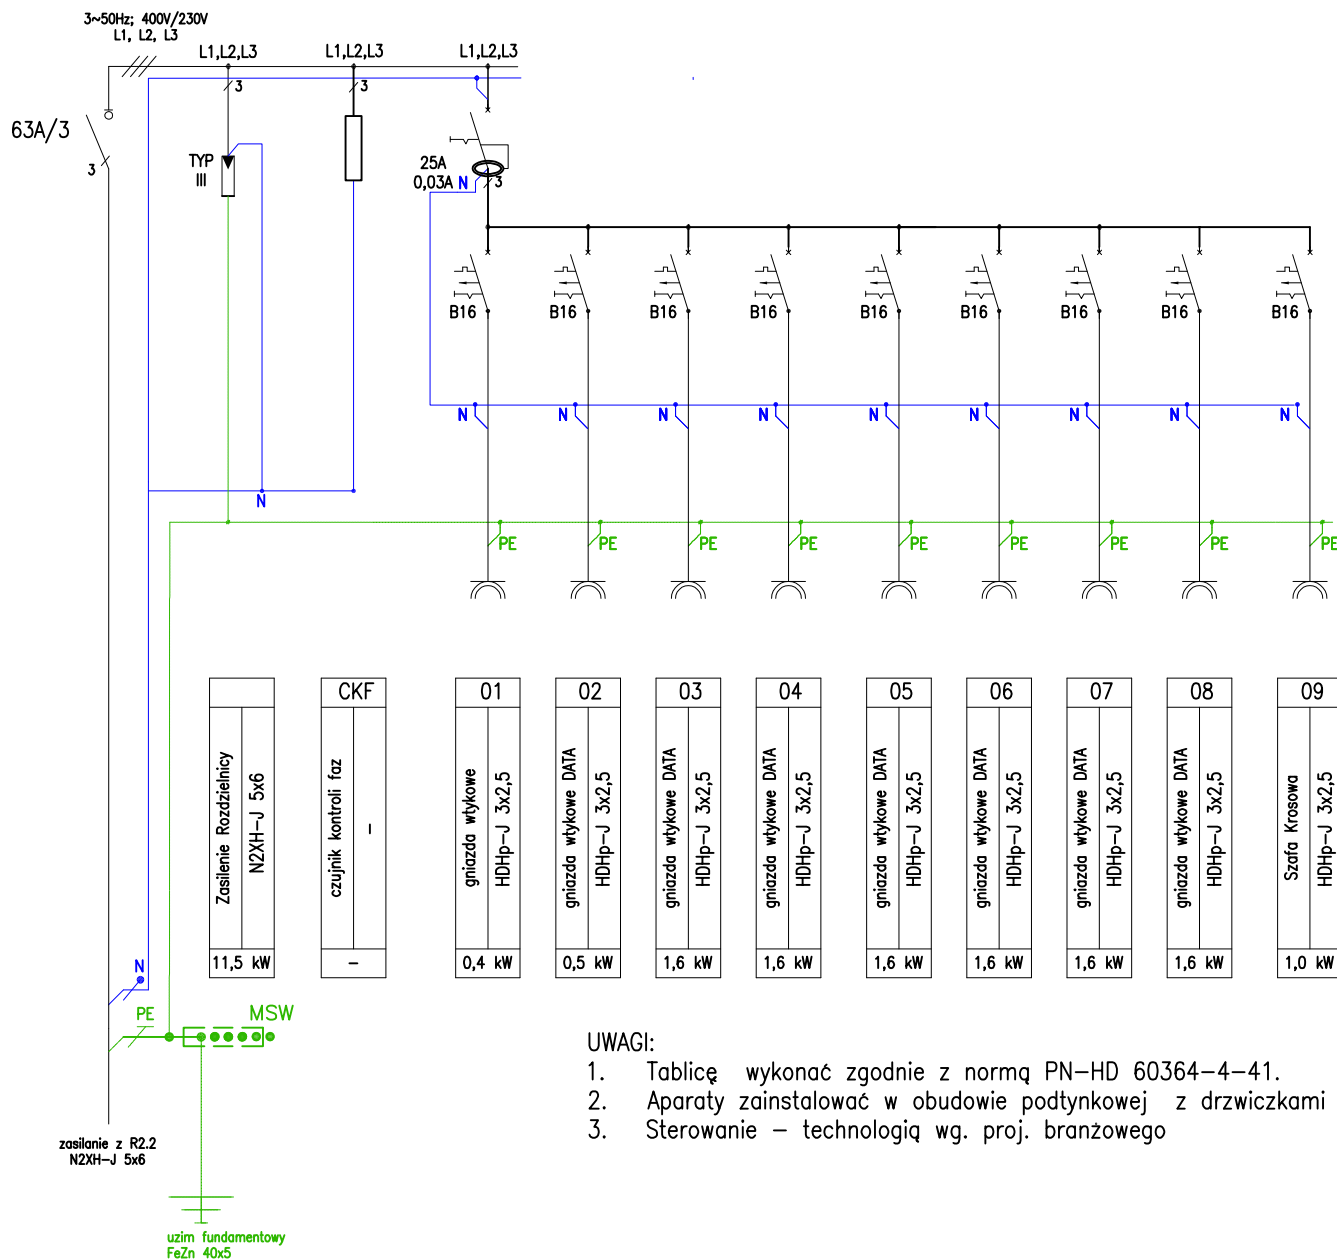 3~50Hz; 400V/230V
L1, L2, L3
L1,L2,L3
L1,L2,L3
L1,L2,L3
3
3
63A/3
3
TYP
III
25A
0,03A N
3
B16
B16
B16
B16
B16
B16
B16
B16
B16
N
N
N
N
N
N
N
N
N
N
PE
PE
PE
PE
PE
PE
PE
PE
PE
Zasilenie Rozdzielnicy
N2XH-J 5x6
11,5 kW
CKF
czujnik kontroli faz
-
-
01
gniazda wtykowe
HDHp-J 3x2,5
0,4 kW
02
gniazda wtykowe DATA
HDHp-J 3x2,5
0,5 kW
03
gniazda wtykowe DATA
HDHp-J 3x2,5
1,6 kW
04
gniazda wtykowe DATA
HDHp-J 3x2,5
1,6 kW
05
gniazda wtykowe DATA
HDHp-J 3x2,5
1,6 kW
06
gniazda wtykowe DATA
HDHp-J 3x2,5
1,6 kW
07
gniazda wtykowe DATA
HDHp-J 3x2,5
1,6 kW
08
gniazda wtykowe DATA
HDHp-J 3x2,5
1,6 kW
09
Szafa Krosowa
HDHp-J 3x2,5
1,0 kW
N
PE
MSW
UWAGI:
1. Tablicę wykonać zgodnie z normą PN-HD 60364-4-41.
2. Aparaty zainstalować w obudowie podtynkowej z drzwiczkami
3. Sterowanie - technologią wg. proj. branżowego
zasilanie z R2.2
N2XH-J 5x6
uzim fundamentowy
FeZn 40x5